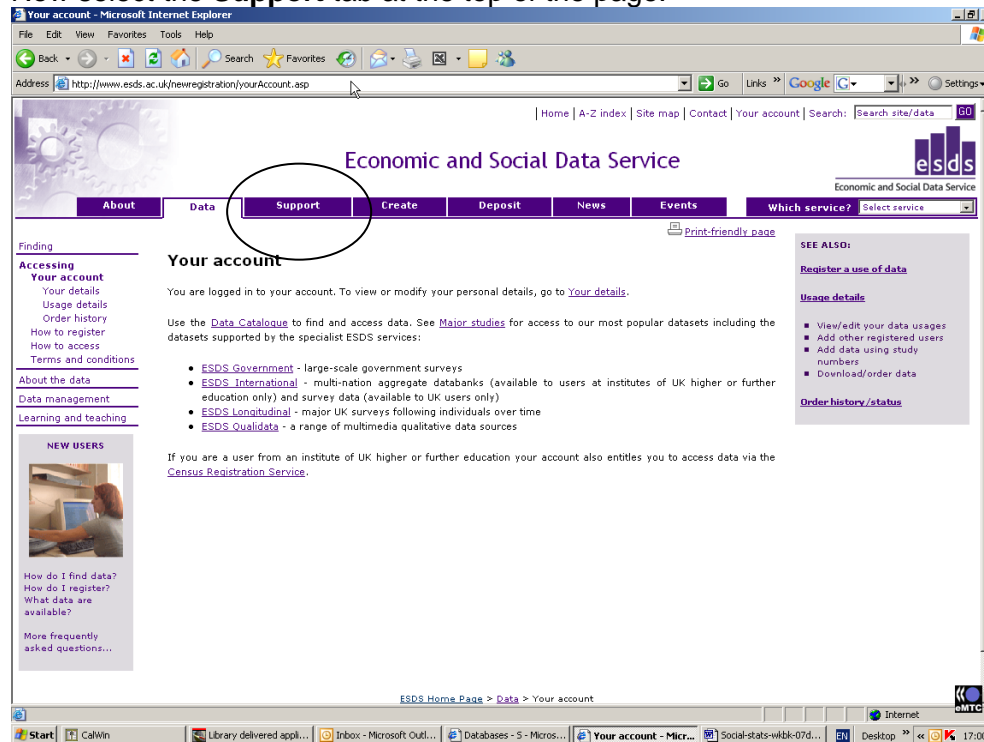 Now select the Support tab at the top of the page.
Your account - Microsoft Internet Explorer
File Edit View Favorites Tools Help
Back Search Favorites
Address http://www.esds.ac.uk/newregistration/yourAccount.asp Go Links » Google G » Settings
Home | A-Z index | Site map | Contact | Your account | Search: Search site/data GO
Economic and Social Data Service
esds
Economic and Social Data Service
About Data Support Create Deposit News Events Which service? Select service
Print-friendly page
Finding
Accessing
Your account
Your details
Usage details
Order history
How to register
How to access
Terms and conditions
About the data
Data management
Learning and teaching
NEW USERS
How do I find data?
How do I register?
What data are
available?
More frequently
asked questions...
Your account
You are logged in to your account. To view or modify your personal details, go to Your details.
Use the Data Catalogue to find and access data. See Major studies for access to our most popular datasets including the
datasets supported by the specialist ESDS services:
• ESDS Government - large-scale government surveys
• ESDS International - multi-nation aggregate databanks (available to users at institutes of UK higher or further
education only) and survey data (available to UK users only)
• ESDS Longitudinal - major UK surveys following individuals over time
• ESDS Qualidata - a range of multimedia qualitative data sources
If you are a user from an institute of UK higher or further education your account also entitles you to access data via the
Census Registration Service.
SEE ALSO:
Register a use of data
Usage details
View/edit your data usages
Add other registered users
Add data using study
numbers
Download/order data
Order history/status
ESDS Home Page > Data > Your account
eMTC
Internet
Start CalWin Library delivered appli... Inbox - Microsoft Outl... Databases - S - Micros... Your account - Micr... Social-stats-wkbk-07d... EN Desktop » « 17:00